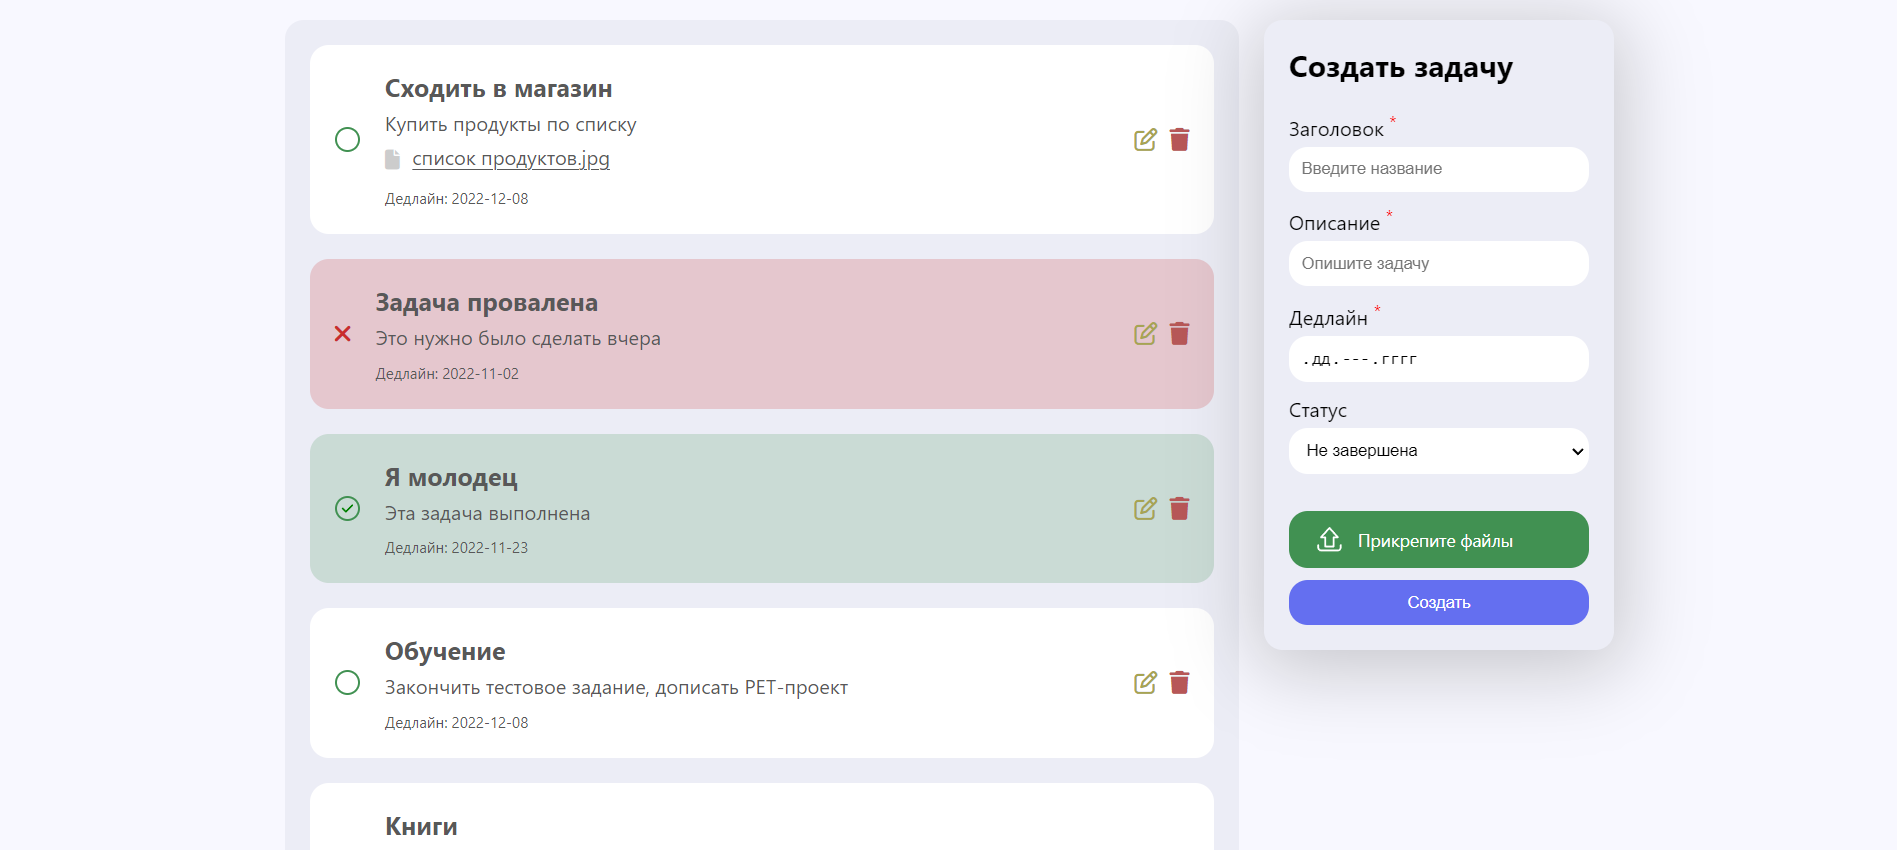 Сходить в магазин
Купить продукты по списку
список продуктов.jpg
Дедлайн: 2022-12-08
Задача провалена
Это нужно было сделать вчера
Дедлайн: 2022-11-02
Я молодец
Эта задача выполнена
Дедлайн: 2022-11-23
Обучение
Закончить тестовое задание, дописать PET-проект
Дедлайн: 2022-12-08
Книги
Создать задачу
Заголовок *
Введите название
Описание *
Опишите задачу
Дедлайн *
.дд.---.гггг
Статус
Не завершена
Прикрепите файлы
Создать